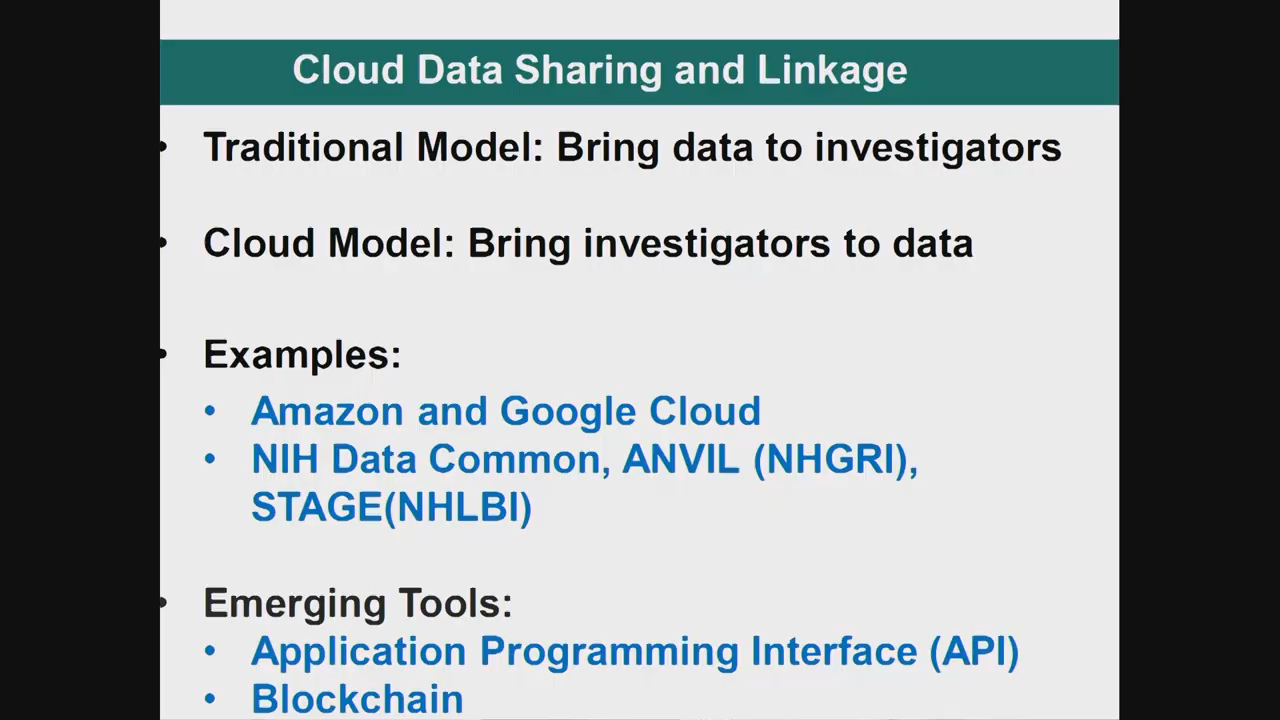 Cloud Data Sharing and Linkage
• Traditional Model: Bring data to investigators
• Cloud Model: Bring investigators to data
• Examples:
• Amazon and Google Cloud
• NIH Data Common, ANVIL (NHGRI),
STAGE(NHLBI)
• Emerging Tools:
• Application Programming Interface (API)
• Blockchain